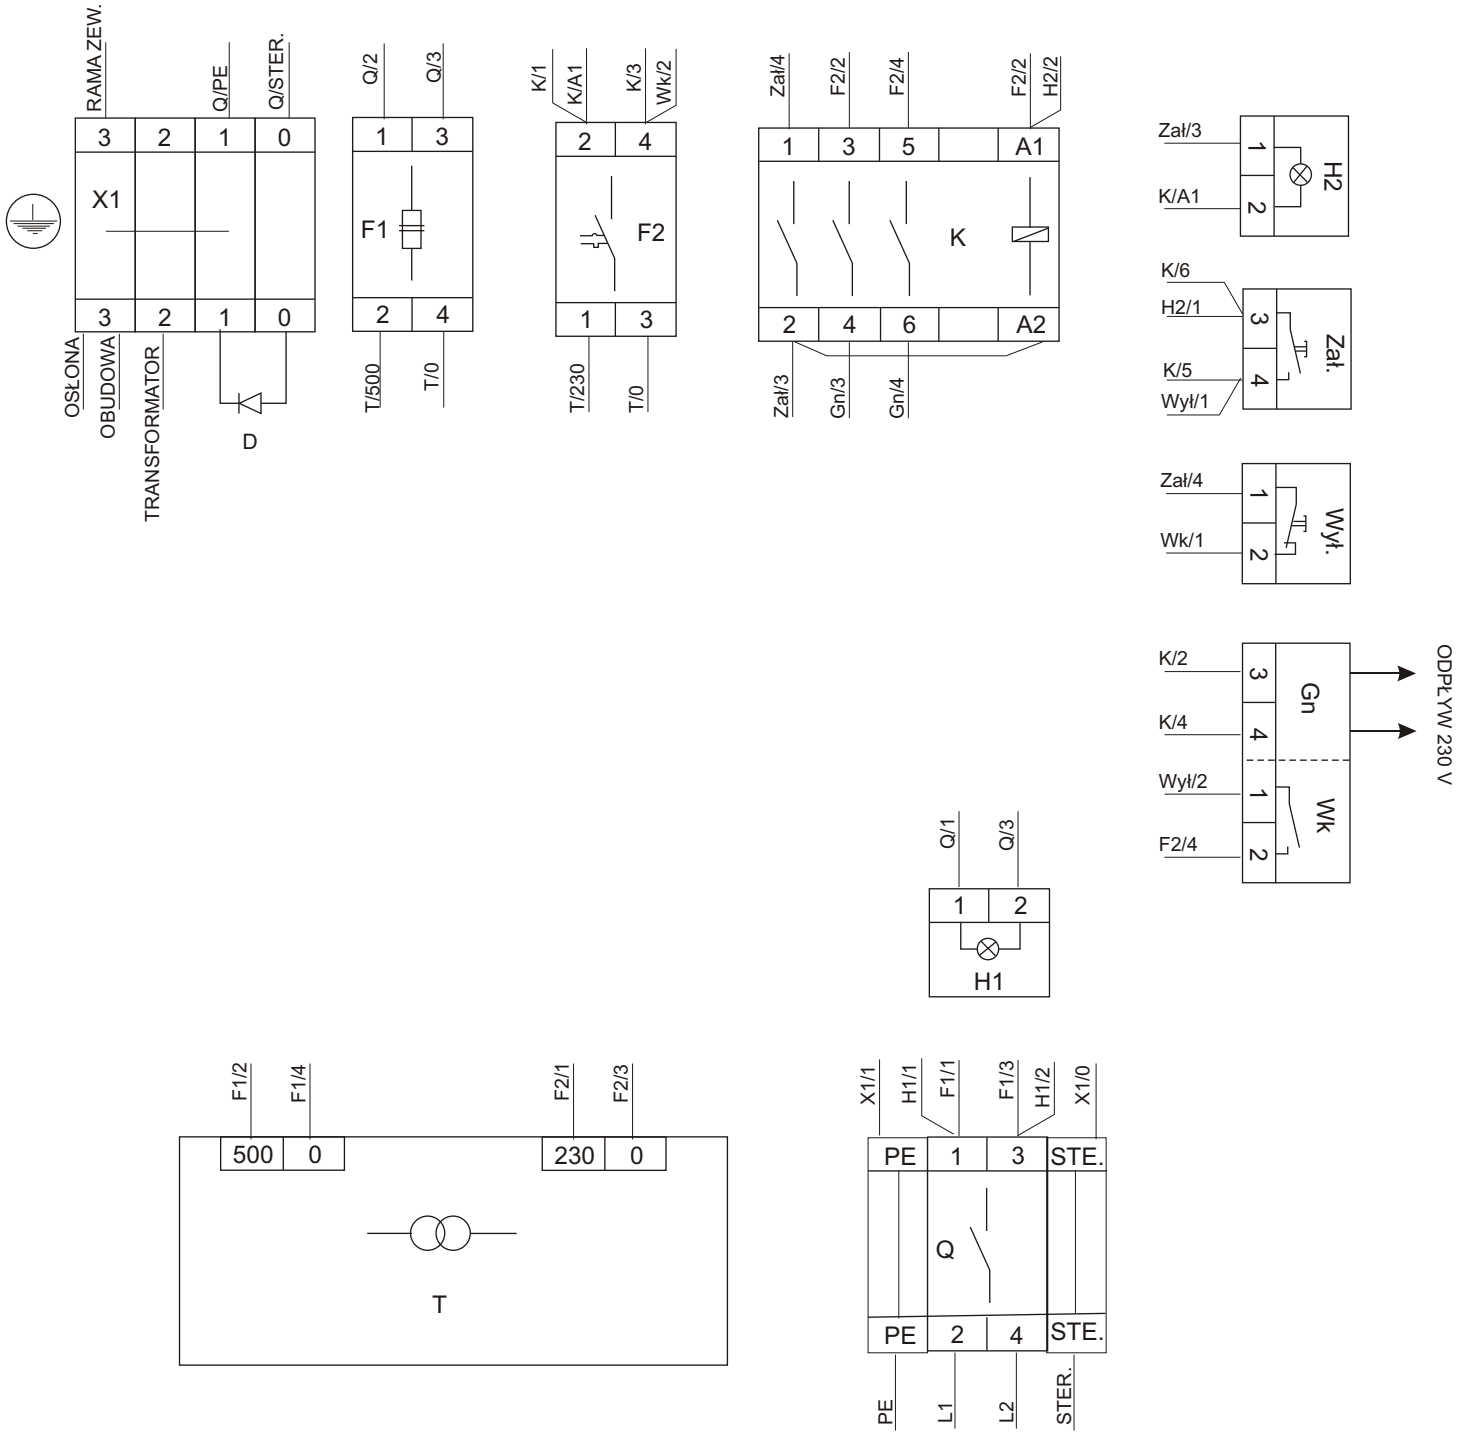 RAMA ZEW.
Q/PE
Q/STER.
3 2 1 0
X1
3 2 1 0
OSŁONA
OBUDOWA
TRANSFORMATOR
D
Q/2
Q/3
1 3
F1
2 4
T/500
T/0
K/1
K/A1
K/3
Wk/2
2 4
F2
1 3
T/230
T/0
Zał/4
F2/2
F2/4
F2/2
H2/2
1 3 5 A1
K
2 4 6 A2
Zał/3
Gn/3
Gn/4
Zał/3
K/A1
1
2
H2
K/6
H2/1
K/5
Wył/1
3
4
Zał.
Zał/4
Wk/1
1
2
Wył.
K/2
K/4
Wył/2
F2/4
3
4
1
2
Gn
Wk
ODPŁYW 230 V
Q/1
Q/3
1 2
H1
F1/2
F1/4
F2/1
F2/3
500 0
230 0
T
X1/1
H1/1
F1/1
F1/3
H1/2
X1/0
PE 1 3 STE.
Q
PE 2 4 STE.
PE
L1
L2
STER.